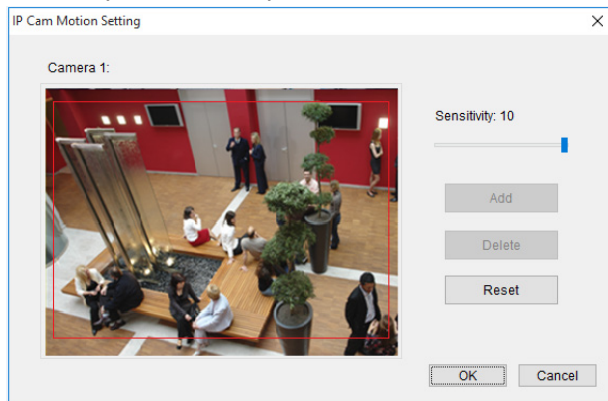 IP Cam Motion Setting
Camera 1:
Sensitivity: 10
Add
Delete
Reset
OK
Cancel